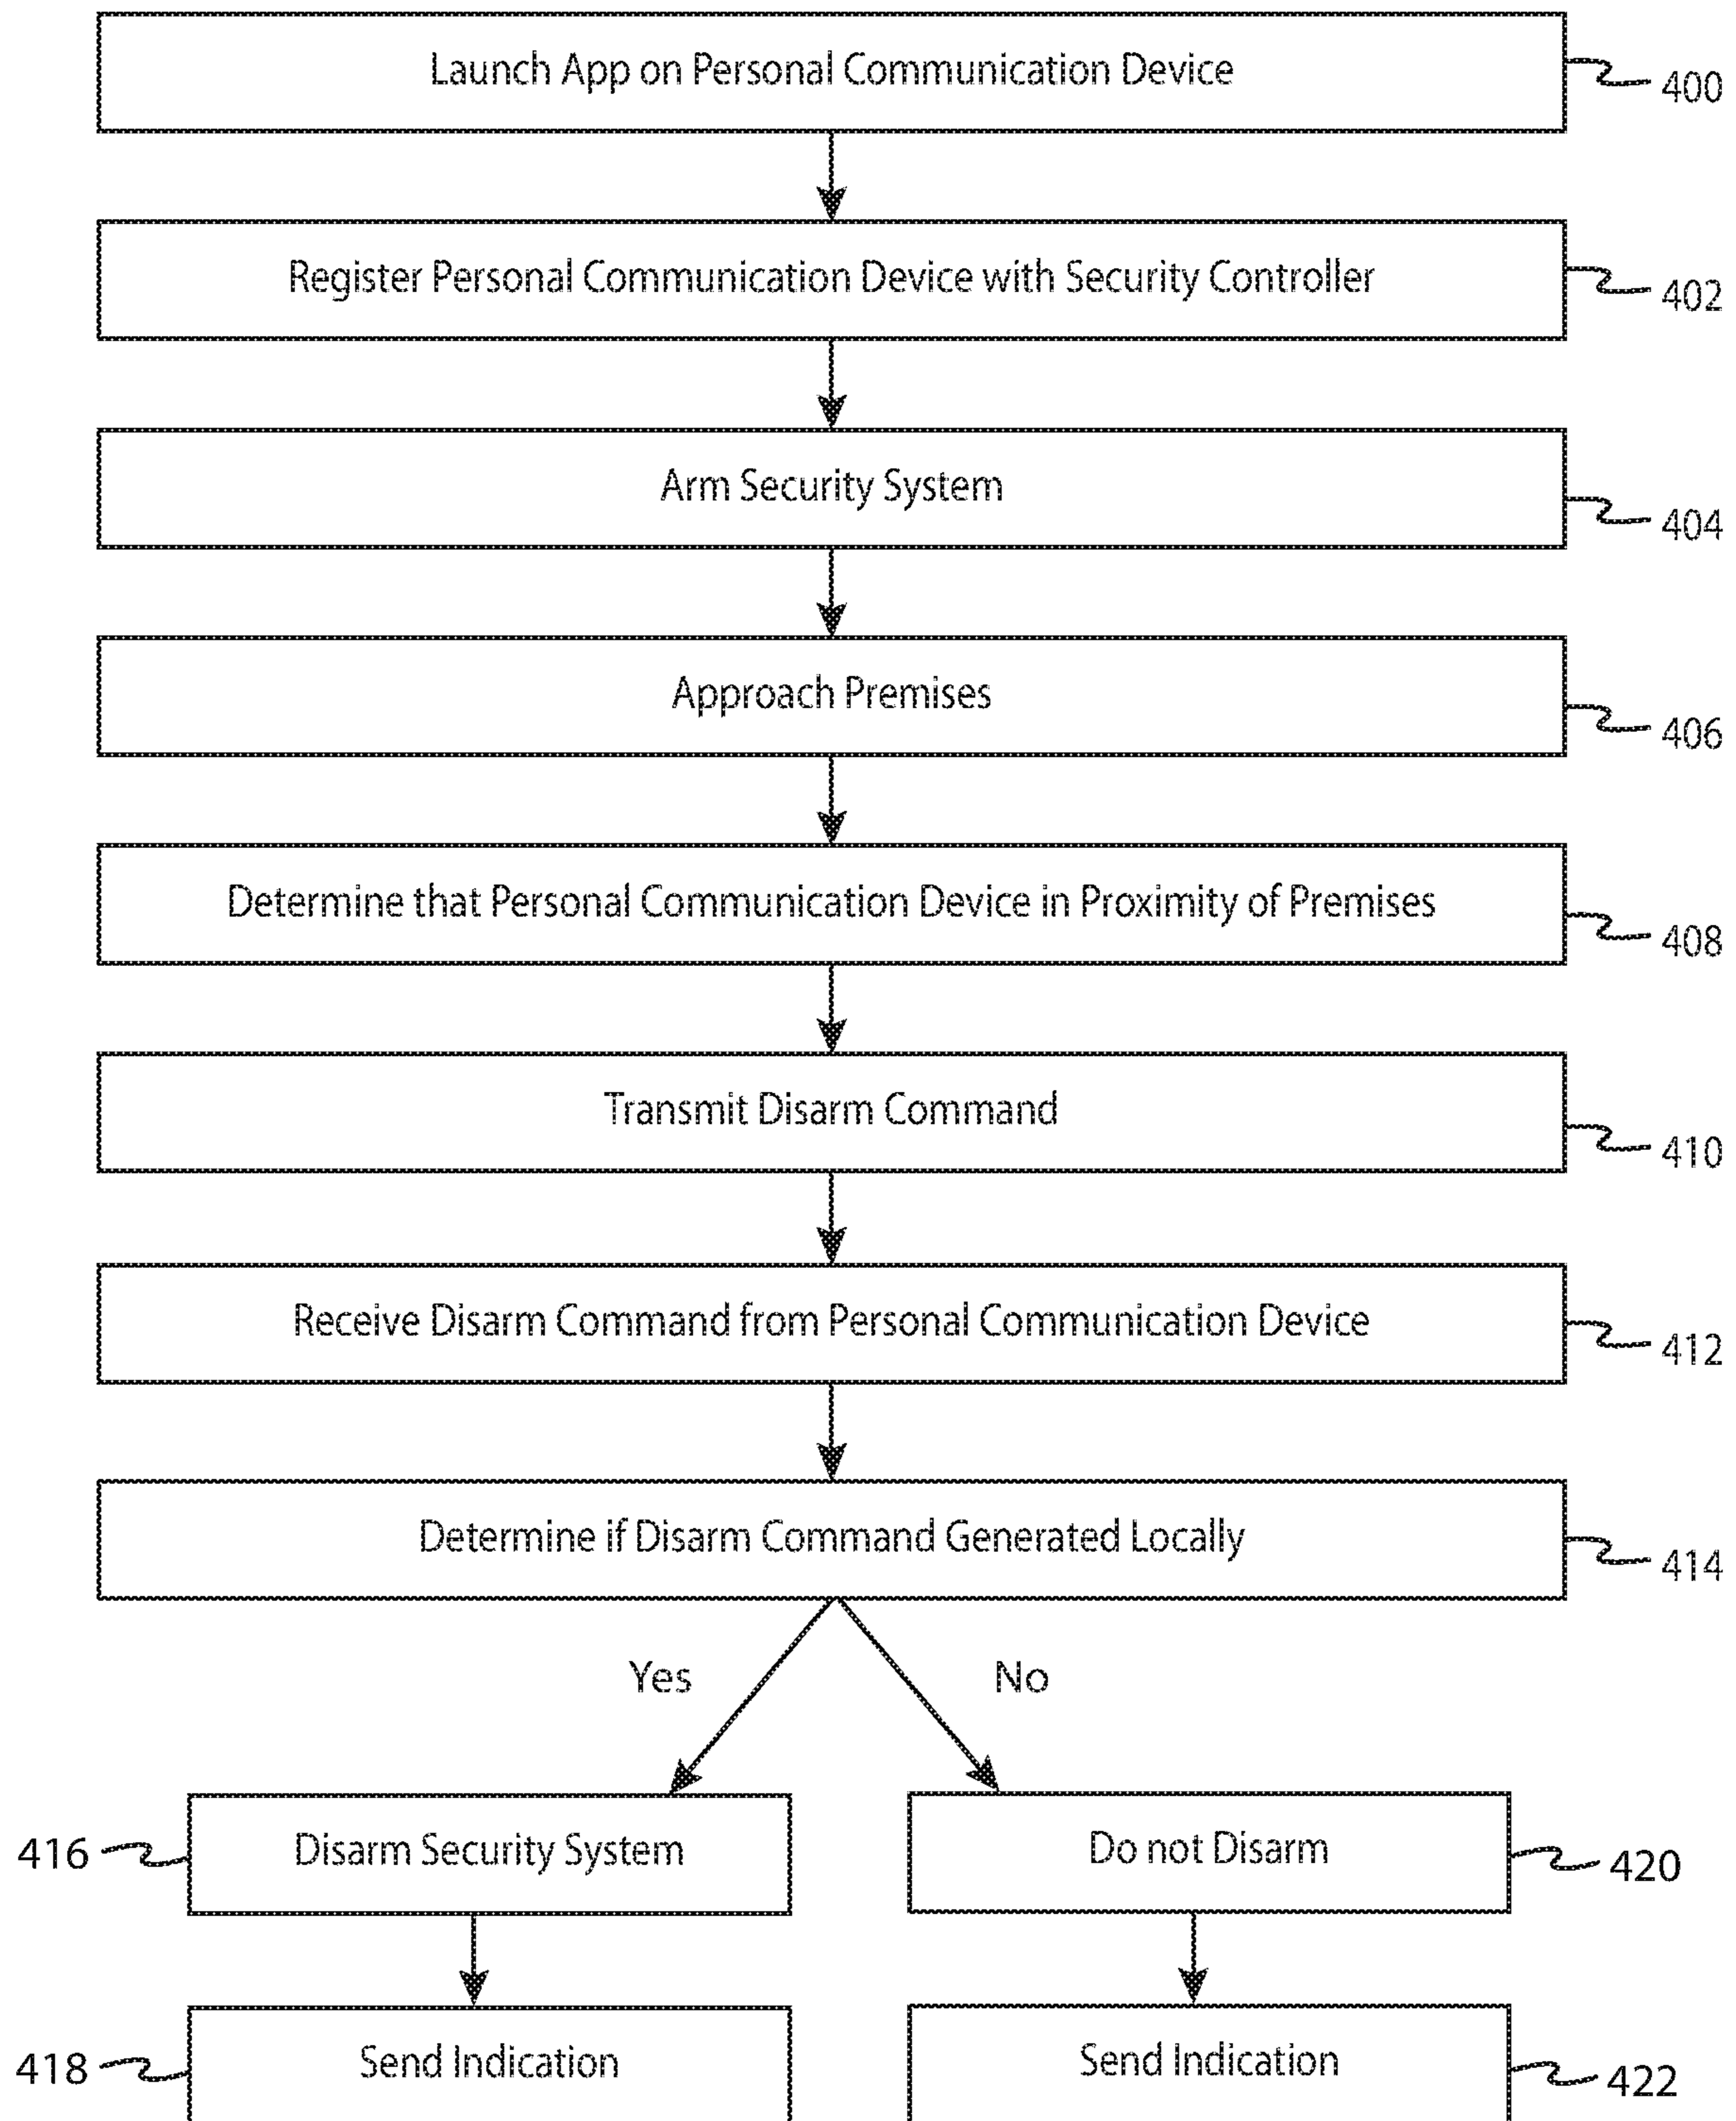 Launch App on Personal Communication Device
400
Register Personal Communication Device with Security Controller
402
Arm Security System
404
Approach Premises
406
Determine that Personal Communication Device in Proximity of Premises
408
Transmit Disarm Command
410
Receive Disarm Command from Personal Communication Device
412
Determine if Disarm Command Generated Locally
414
Yes
No
416
Disarm Security System
Do not Disarm
420
418
Send Indication
Send Indication
422